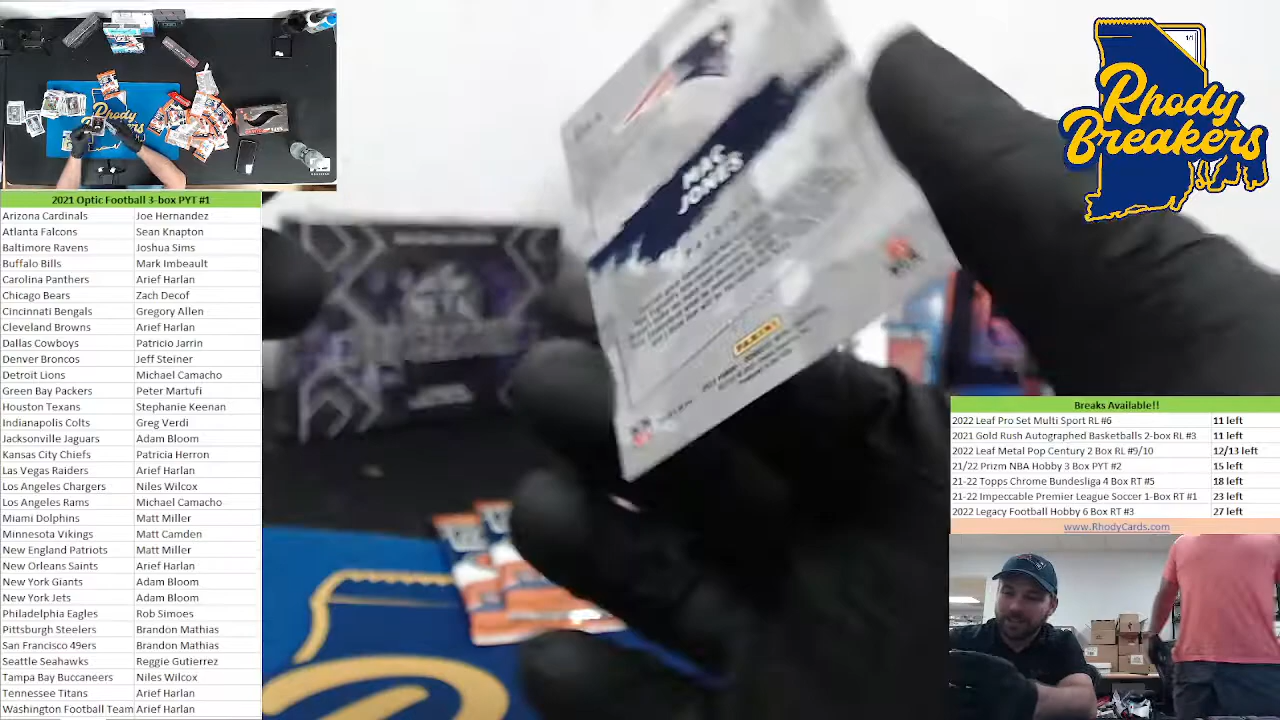 Rhody
Breakers
1/1
2021 Optic Football 3-box PYT #1
Arizona Cardinals Joe Hernandez
Atlanta Falcons Sean Knapton
Baltimore Ravens Joshua Sims
Buffalo Bills Mark Imbeault
Carolina Panthers Arief Harlan
Chicago Bears Zach Decof
Cincinnati Bengals Gregory Allen
Cleveland Browns Arief Harlan
Dallas Cowboys Patricio Jarrin
Denver Broncos Jeff Steiner
Detroit Lions Michael Camacho
Green Bay Packers Peter Martufi
Houston Texans Stephanie Keenan
Indianapolis Colts Greg Verdi
Jacksonville Jaguars Adam Bloom
Kansas City Chiefs Patricia Herron
Las Vegas Raiders Arief Harlan
Los Angeles Chargers Niles Wilcox
Los Angeles Rams Michael Camacho
Miami Dolphins Matt Miller
Minnesota Vikings Matt Camden
New England Patriots Matt Miller
New Orleans Saints Arief Harlan
New York Giants Adam Bloom
New York Jets Adam Bloom
Philadelphia Eagles Rob Simoes
Pittsburgh Steelers Brandon Mathias
San Francisco 49ers Brandon Mathias
Seattle Seahawks Reggie Gutierrez
Tampa Bay Buccaneers Niles Wilcox
Tennessee Titans Arief Harlan
Washington Football Team Arief Harlan
MAC
JONES
PANINI
Rhody
Breakers
Breaks Available!!
2022 Leaf Pro Set Multi Sport RL #6 11 left
2021 Gold Rush Autographed Basketballs 2-box RL #3 11 left
2022 Leaf Metal Pop Century 2 Box RL #9/10 12/13 left
21/22 Prizm NBA Hobby 3 Box PYT #2 15 left
21-22 Topps Chrome Bundesliga 4 Box RT #5 18 left
21-22 Impeccable Premier League Soccer 1-Box RT #1 23 left
2022 Legacy Football Hobby 6 Box RT #3 27 left
www.RhodyCards.com